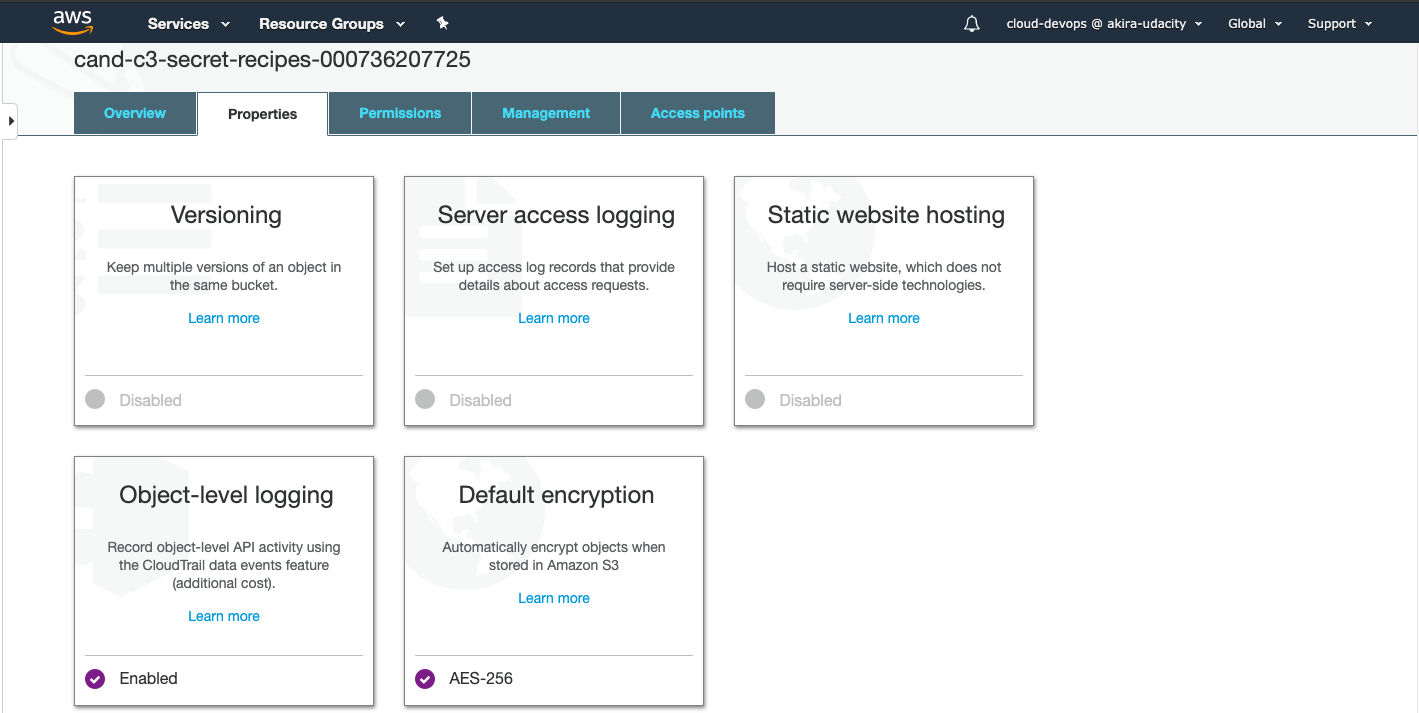 aws Services Resource Groups cloud-devops @ akira-udacity Global Support
cand-c3-secret-recipes-000736207725
Overview Properties Permissions Management Access points
Versioning
Keep multiple versions of an object in
the same bucket.
Learn more
Disabled
Server access logging
Set up access log records that provide
details about access requests.
Learn more
Disabled
Static website hosting
Host a static website, which does not
require server-side technologies.
Learn more
Disabled
Object-level logging
Record object-level API activity using
the CloudTrail data events feature
(additional cost).
Learn more
Enabled
Default encryption
Automatically encrypt objects when
stored in Amazon S3
Learn more
AES-256